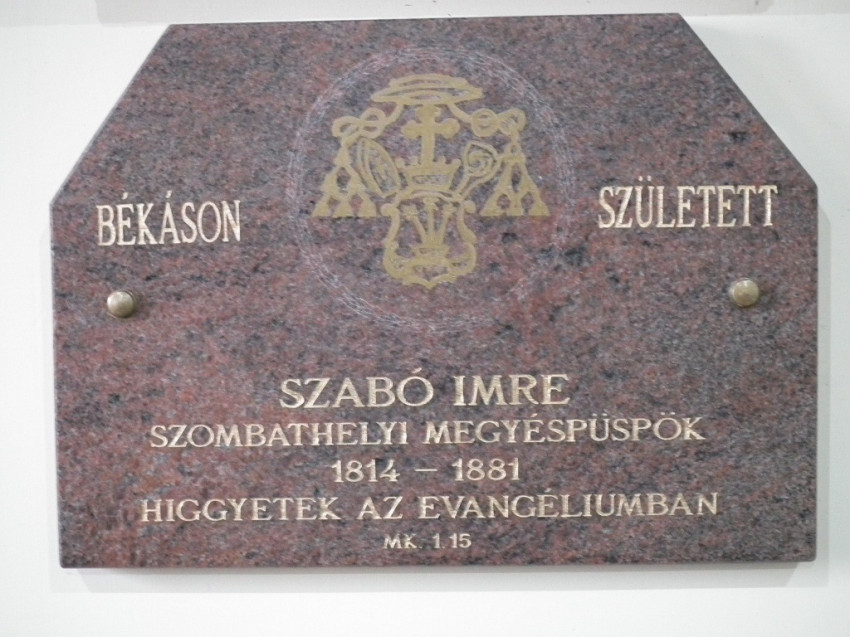 BÉKÁSON SZÜLETETT
SZABÓ IMRE
SZOMBATHELYI MEGYÉSPÜSPÖK
1814 – 1881
HIGGYETEK AZ EVANGÉLIUMBAN
MK. 1.15